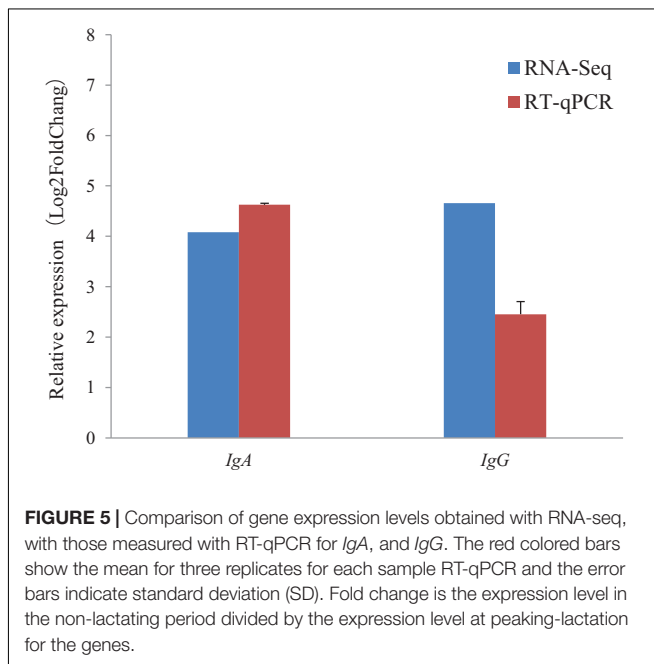 8
7
6
5
4
3
2
1
0
Relative expression（Log2FoldChang）
RNA-Seq
RT-qPCR
IgA
IgG
FIGURE 5 | Comparison of gene expression levels obtained with RNA-seq,
with those measured with RT-qPCR for IgA, and IgG. The red colored bars
show the mean for three replicates for each sample RT-qPCR and the error
bars indicate standard deviation (SD). Fold change is the expression level in
the non-lactating period divided by the expression level at peaking-lactation
for the genes.